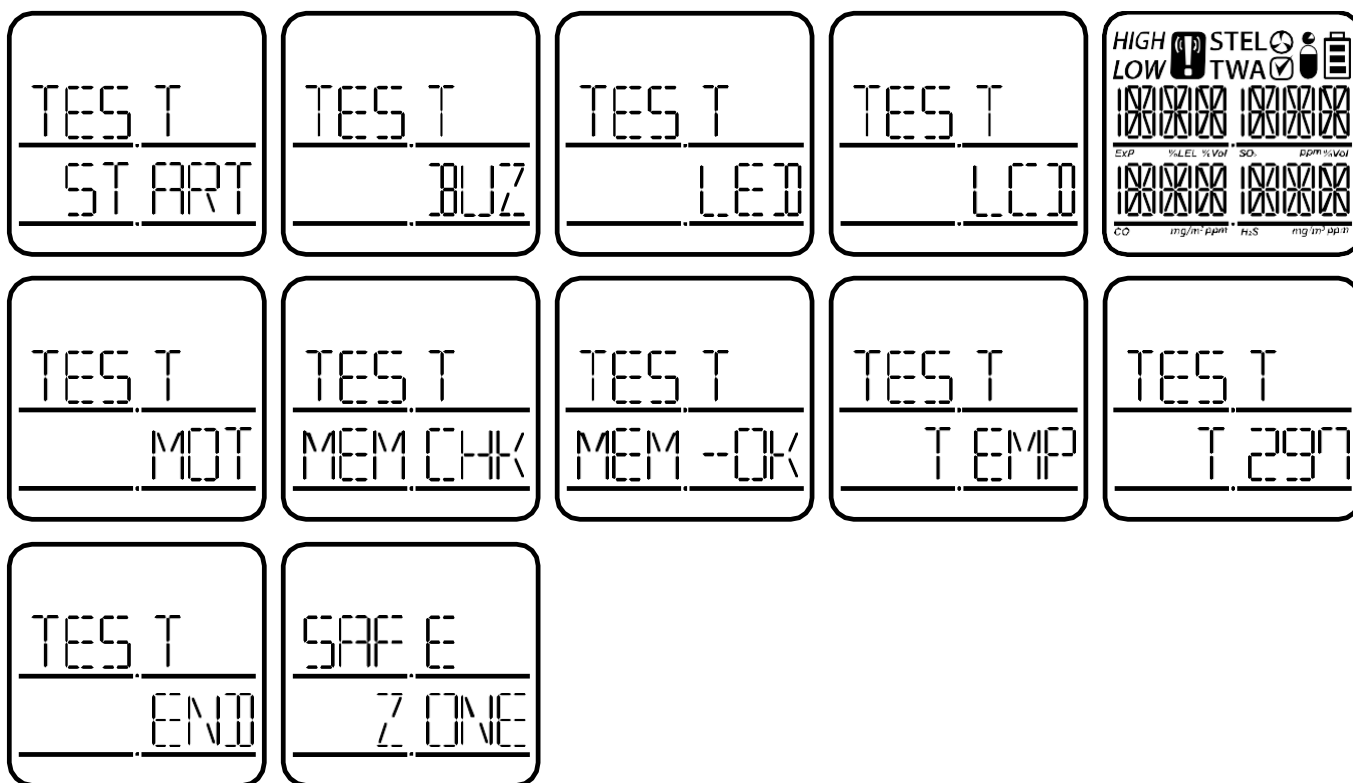 TEST
START
TEST
BUZ
TEST
LED
TEST
LCD
HIGH STEL
LOW TWA
ExP %LEL %Vol SO₂ ppm %Vol
CO mg/m³ ppm H₂S mg/m³ ppm
TEST
MOT
TEST
MEM CHK
TEST
MEM -OK
TEST
TEMP
TEST
T 297
TEST
END
SAFE
ZONE